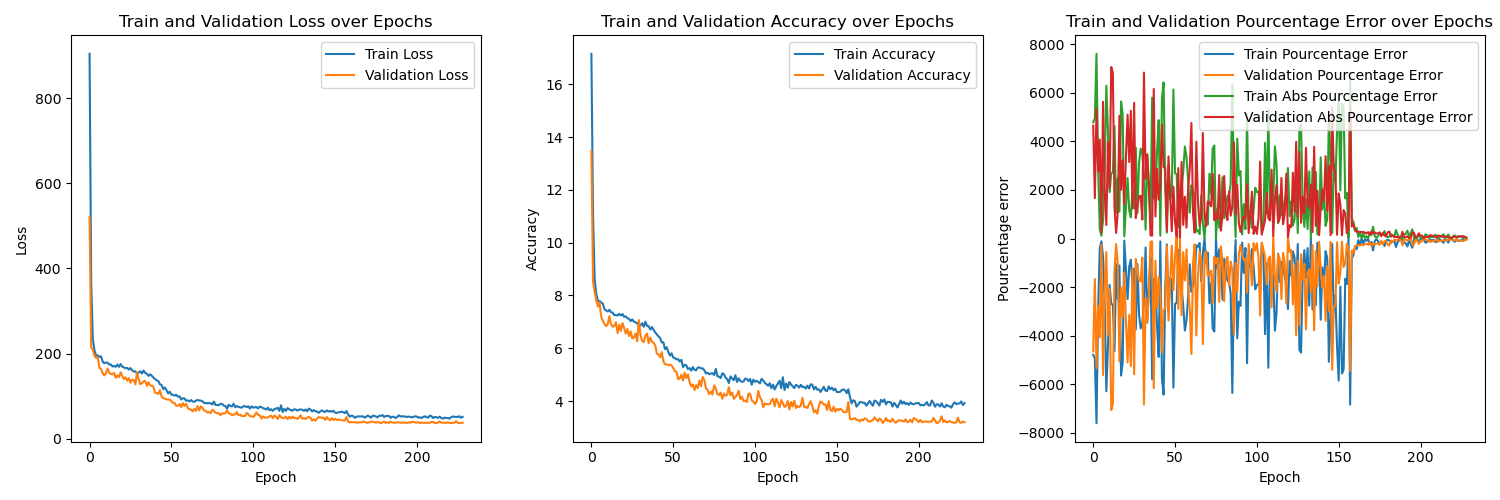 Train and Validation Loss over Epochs
Train Loss
Validation Loss
Loss
800
600
400
200
0
0 50 100 150 200
Epoch
Train and Validation Accuracy over Epochs
Train Accuracy
Validation Accuracy
Accuracy
16
14
12
10
8
6
4
0 50 100 150 200
Epoch
Train and Validation Pourcentage Error over Epochs
Train Pourcentage Error
Validation Pourcentage Error
Train Abs Pourcentage Error
Validation Abs Pourcentage Error
Pourcentage error
8000
6000
4000
2000
0
−2000
−4000
−6000
−8000
0 50 100 150 200
Epoch